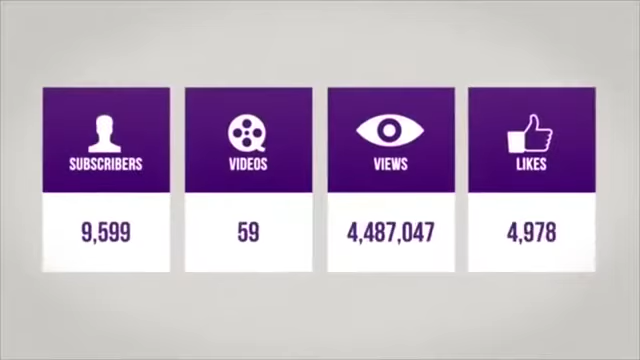 SUBSCRIBERS
9,599
VIDEOS
59
VIEWS
4,487,047
LIKES
4,978